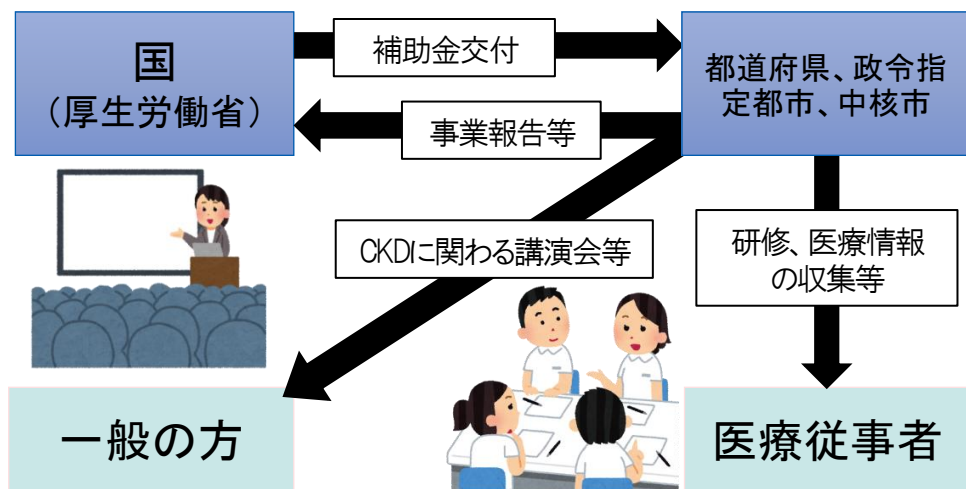 国
（厚生労働省）
補助金交付
都道府県、政令指
定都市、中核市
事業報告等
CKDに関わる講演会等
研修、医療情報
の収集等
一般の方
医療従事者